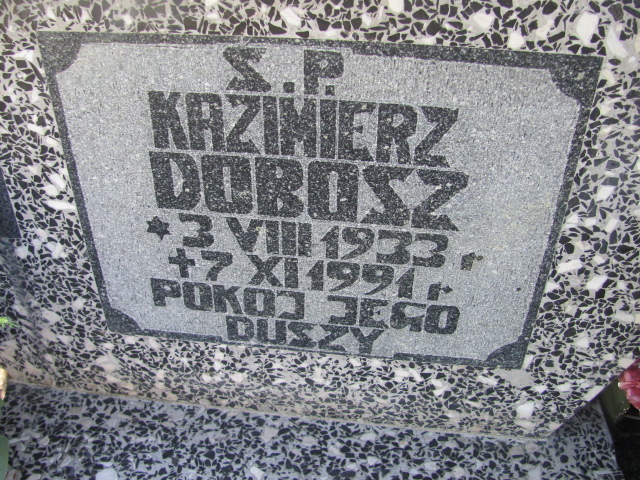 Ś.P.
KAZIMIERZ
DOBOSZ
* 3 VIII 1933 r
+ 7 XI 1991 r.
POKÓJ JEGO
DUSZY